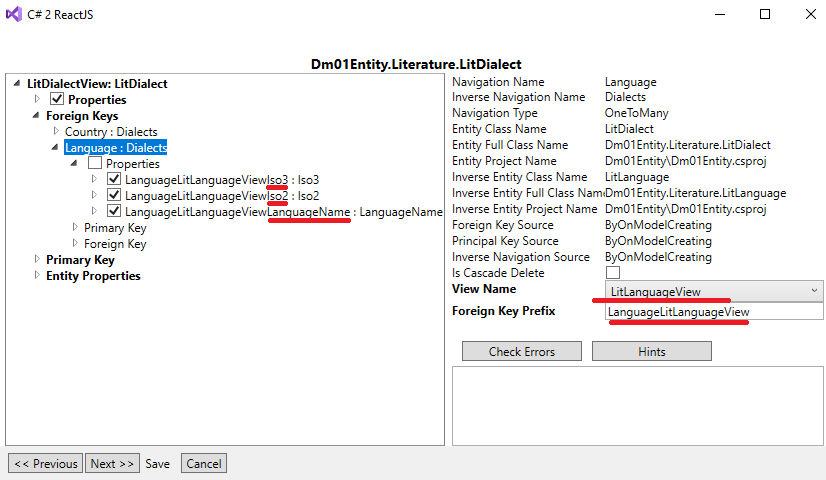 C# 2 ReactJS
Dm01Entity.Literature.LitDialect
LitDialectView: LitDialect
Properties
Foreign Keys
Country : Dialects
Language : Dialects
Properties
LanguageLitLanguageViewIso3 : Iso3
LanguageLitLanguageViewIso2 : Iso2
LanguageLitLanguageViewLanguageName : LanguageName
Primary Key
Foreign Key
Primary Key
Entity Properties
Navigation Name Language
Inverse Navigation Name Dialects
Navigation Type OneToMany
Entity Class Name LitDialect
Entity Full Class Name Dm01Entity.Literature.LitDialect
Entity Project Name Dm01Entity\Dm01Entity.csproj
Inverse Entity Class Name LitLanguage
Inverse Entity Full Class Name Dm01Entity.Literature.LitLanguage
Inverse Entity Project Name Dm01Entity\Dm01Entity.csproj
Foreign Key Source ByOnModelCreating
Principal Key Source ByOnModelCreating
Inverse Navigation Source ByOnModelCreating
Is Cascade Delete
View Name LitLanguageView
Foreign Key Prefix LanguageLitLanguageView
Check Errors Hints
<< Previous Next >> Save Cancel